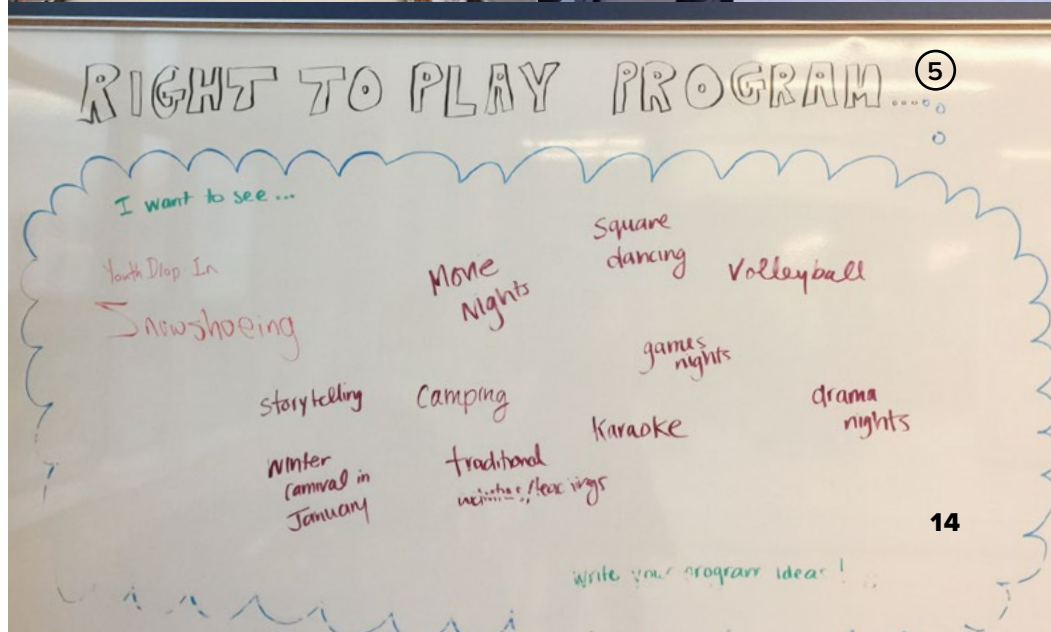 RIGHT TO PLAY PROGRAM....
5
I want to see...
Youth Drop In
Snowshoeing
Movie
Nights
Square
dancing
Volleyball
games
nights
storytelling
Camping
Karaoke
drama
nights
winter
carnival in
January
traditional
/teachings
14
write your program ideas!